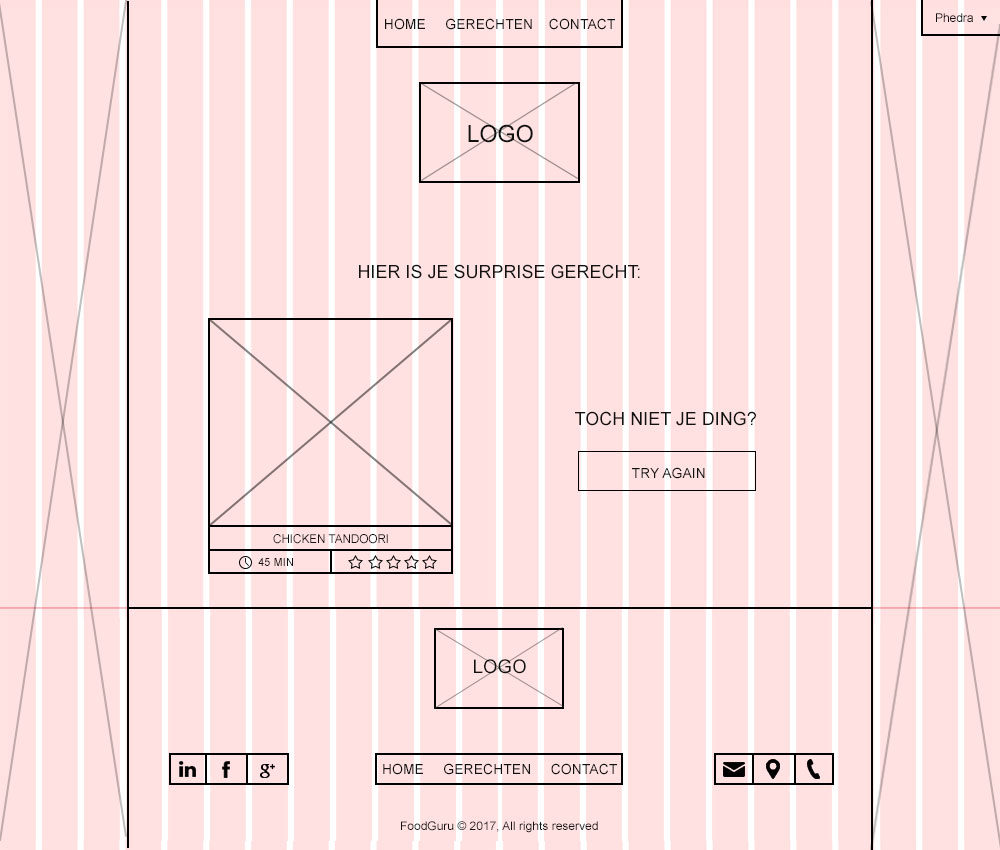 HOME GERECHTEN CONTACT
Phedra ▼
LOGO
HIER IS JE SURPRISE GERECHT:
TOCH NIET JE DING?
TRY AGAIN
CHICKEN TANDOORI
45 MIN
LOGO
in f g+
HOME GERECHTEN CONTACT
FoodGuru © 2017, All rights reserved